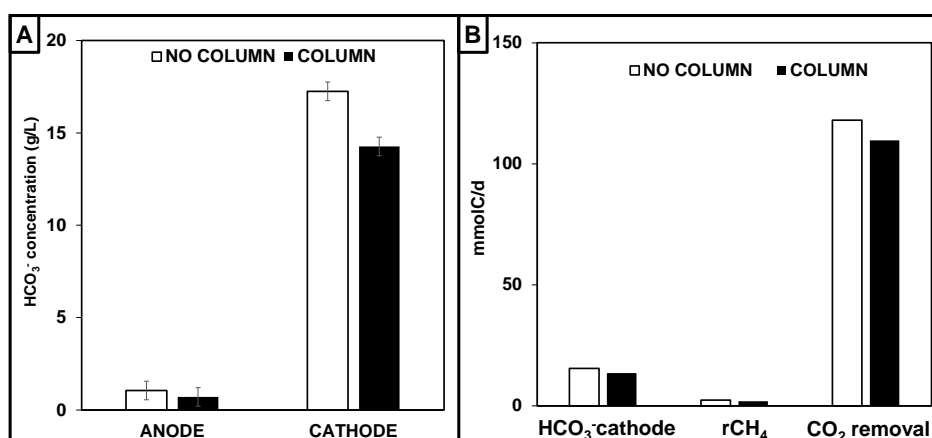 A
NO COLUMN COLUMN
HCO₃⁻ concentration (g/L)
20
15
10
5
0
ANODE CATHODE
B
NO COLUMN COLUMN
mmolC/d
150
100
50
0
HCO₃⁻cathode rCH₄ CO₂ removal